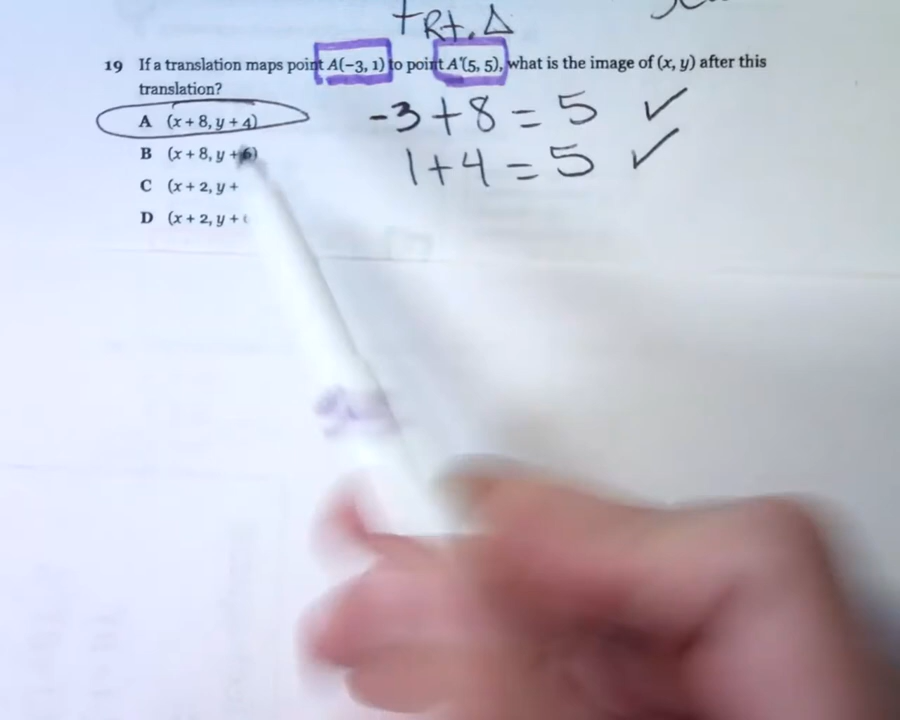 +Rt. Δ
19 If a translation maps point A(−3, 1) to point A'(5, 5), what is the image of (x, y) after this
translation?
A (x + 8, y + 4)
B (x + 8, y + 6)
C (x + 2, y +
D (x + 2, y +
-3+8=5 ✓
1+4=5 ✓